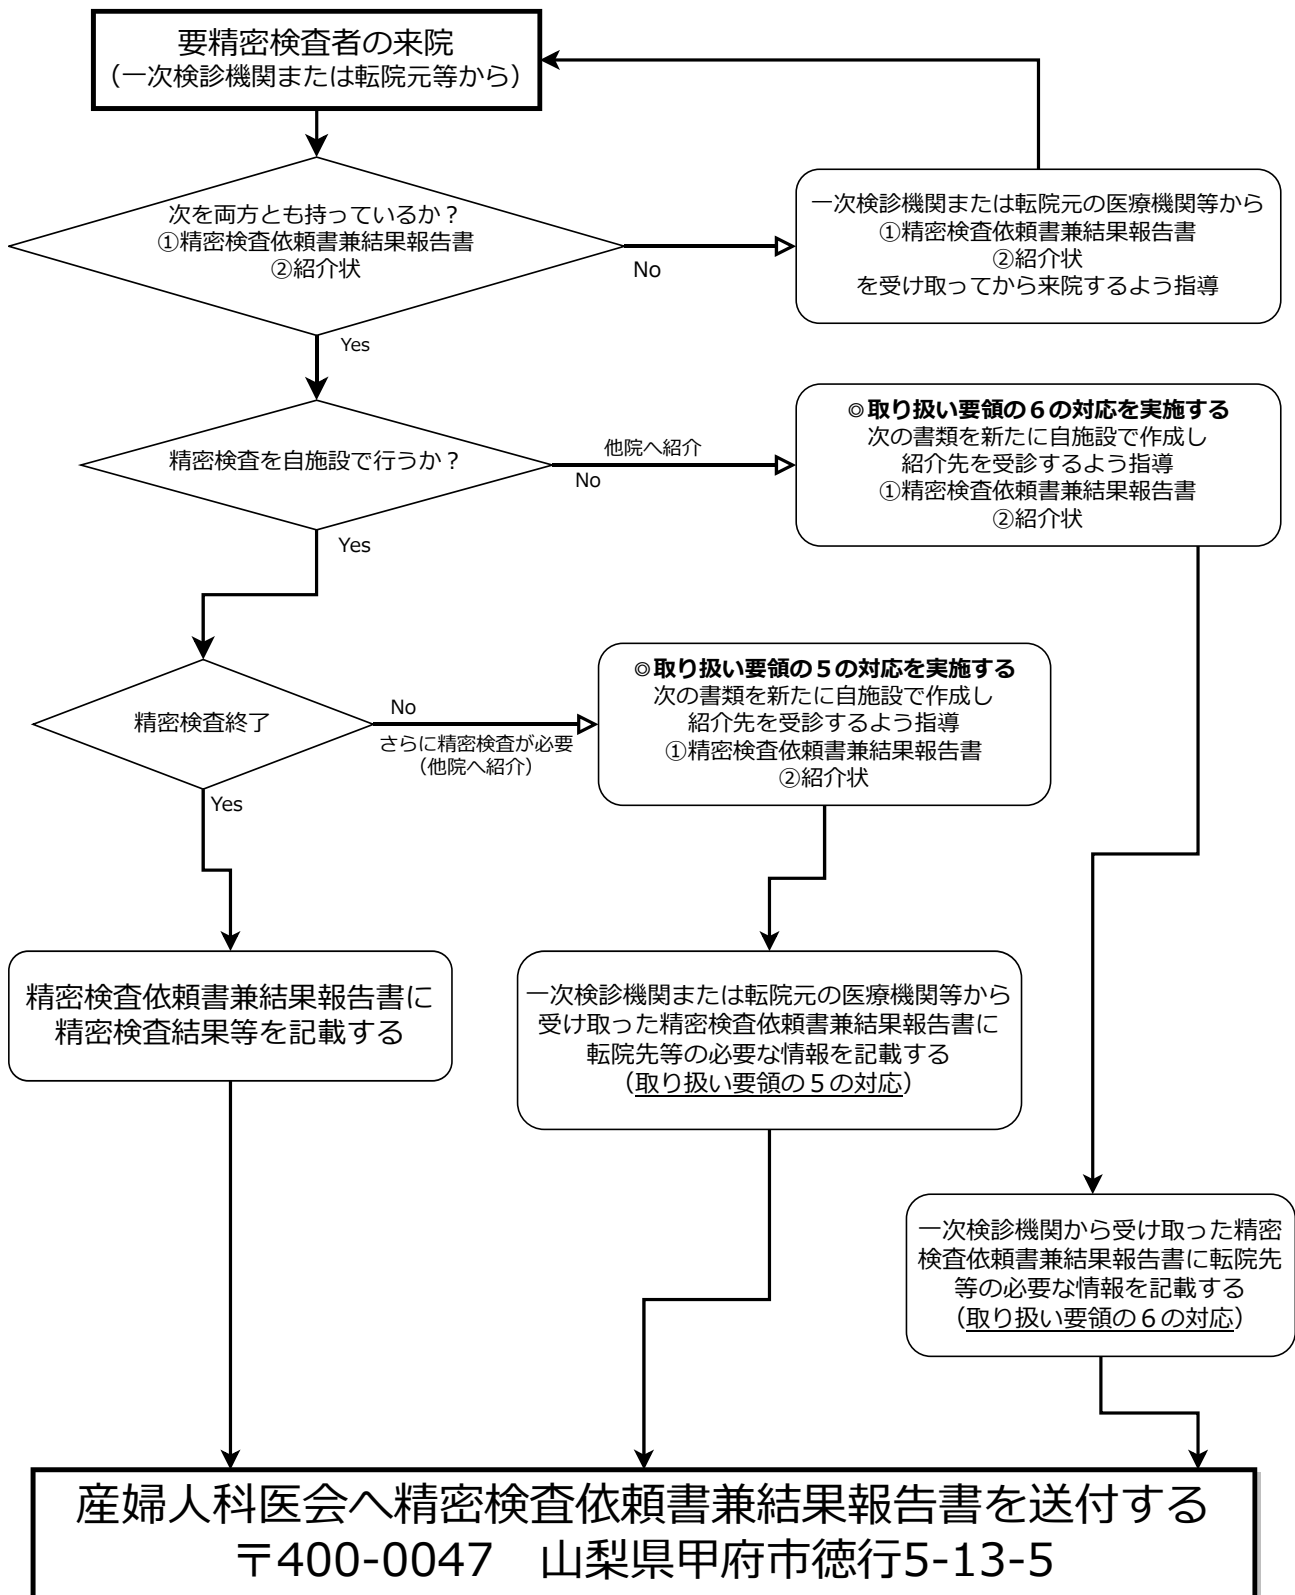 要精密検査者の来院
（一次検診機関または転院元等から）
次を両方とも持っているか？
①精密検査依頼書兼結果報告書
②紹介状
No
一次検診機関または転院元の医療機関等から
①精密検査依頼書兼結果報告書
②紹介状
を受け取ってから来院するよう指導
Yes
精密検査を自施設で行うか？
他院へ紹介
No
◎取り扱い要領の６の対応を実施する
次の書類を新たに自施設で作成し
紹介先を受診するよう指導
①精密検査依頼書兼結果報告書
②紹介状
Yes
精密検査終了
No
さらに精密検査が必要
（他院へ紹介）
◎取り扱い要領の５の対応を実施する
次の書類を新たに自施設で作成し
紹介先を受診するよう指導
①精密検査依頼書兼結果報告書
②紹介状
Yes
精密検査依頼書兼結果報告書に
精密検査結果等を記載する
一次検診機関または転院元の医療機関等から
受け取った精密検査依頼書兼結果報告書に
転院先等の必要な情報を記載する
（取り扱い要領の５の対応）
一次検診機関から受け取った精密
検査依頼書兼結果報告書に転院先
等の必要な情報を記載する
（取り扱い要領の６の対応）
産婦人科医会へ精密検査依頼書兼結果報告書を送付する
〒400-0047　山梨県甲府市徳行5-13-5